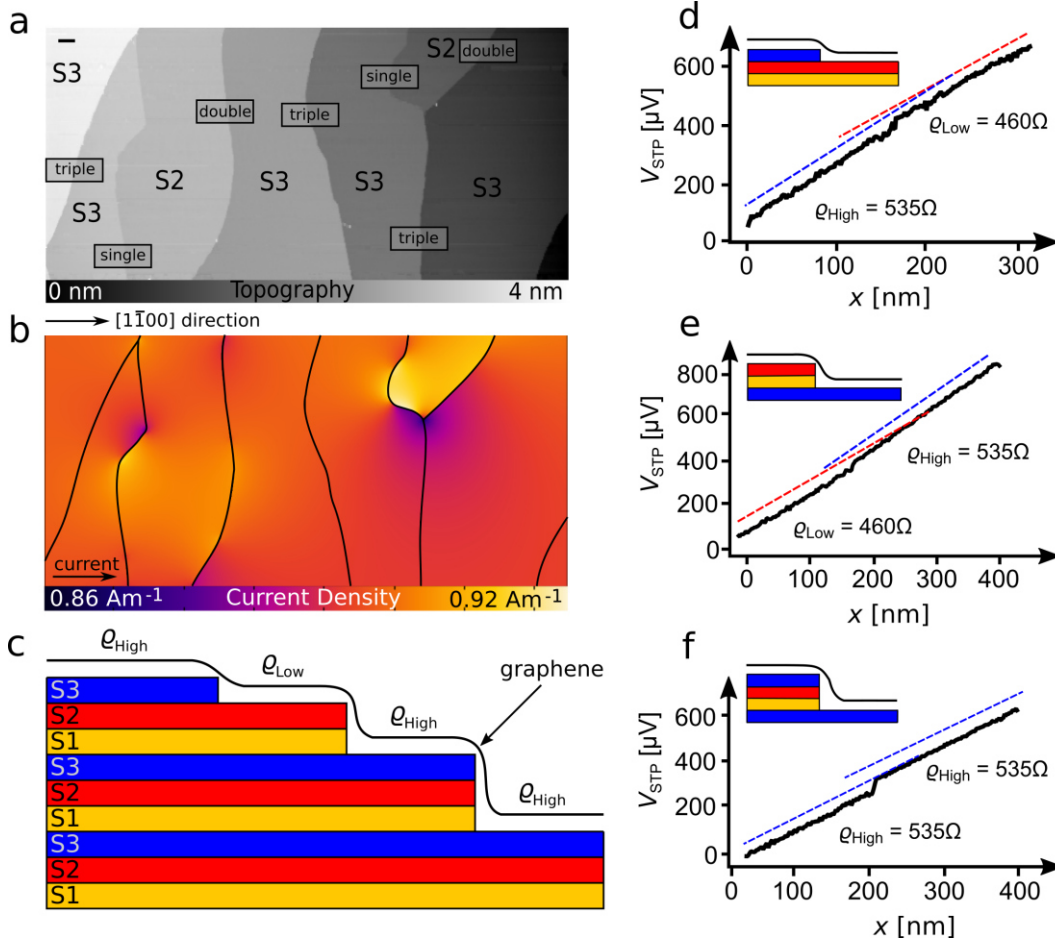 a
S3
S2
double
single
double
triple
triple
S2
S3
S3
S3
S3
single
triple
0 nm
Topography
4 nm
[11̅00] direction
b
current
0.86 Am⁻¹
Current Density
0.92 Am⁻¹
c
ϱHigh
ϱLow
graphene
ϱHigh
ϱHigh
S3
S2
S1
S3
S2
S1
S3
S2
S1
d
VSTP [µV]
600
400
200
0
ϱLow = 460Ω
ϱHigh = 535Ω
0
100
200
300
x [nm]
e
VSTP [µV]
800
600
400
200
0
ϱHigh = 535Ω
ϱLow = 460Ω
0
100
200
300
400
x [nm]
f
VSTP [µV]
600
400
200
0
ϱHigh = 535Ω
ϱHigh = 535Ω
0
100
200
300
400
x [nm]